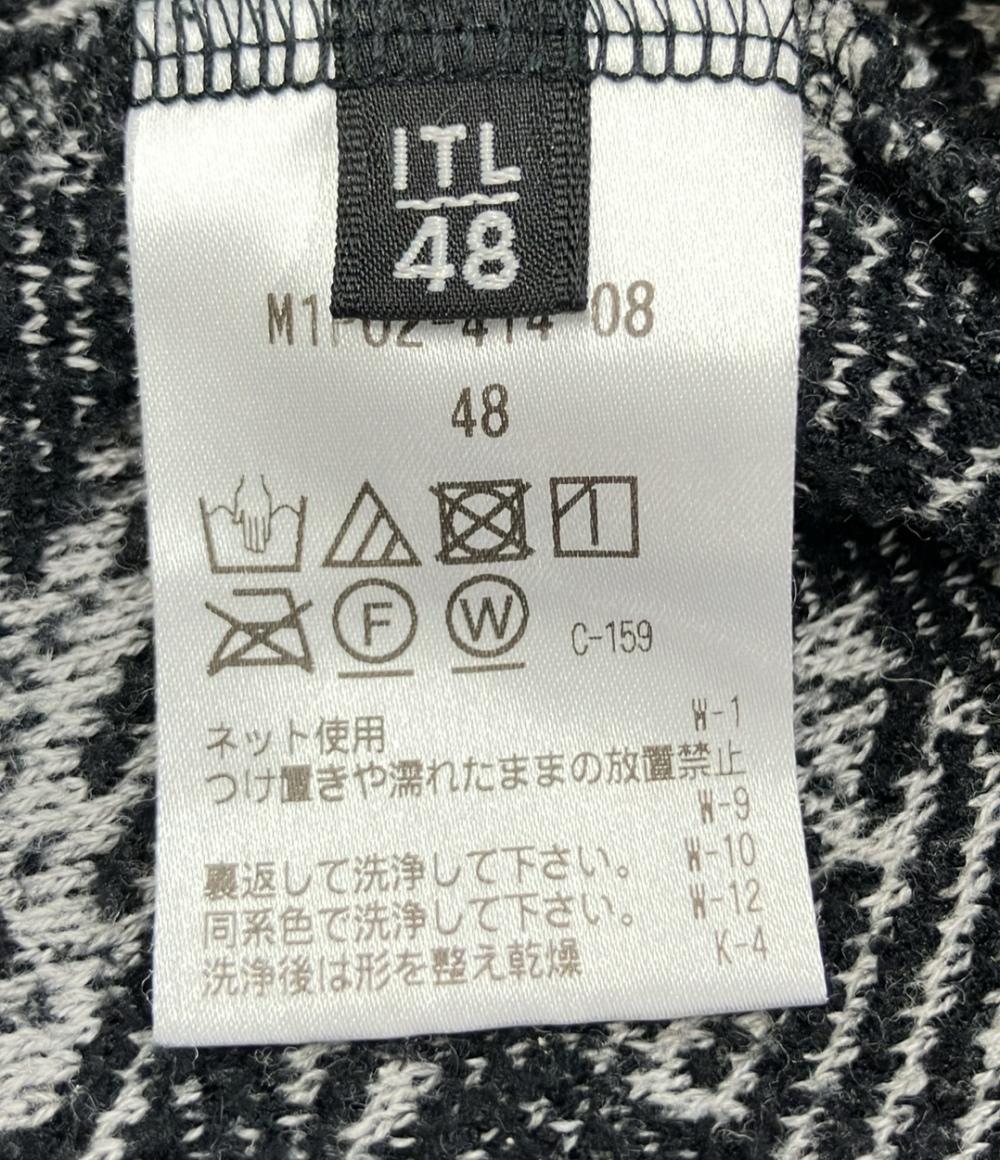 ITL
48
M1F02-414-08
48
1
F W C-159
W-1
ネット使用
つけ置きや濡れたままの放置禁止
W-9
裏返して洗浄して下さい。 W-10
同系色で洗浄して下さい。 W-12
洗浄後は形を整え乾燥 K-4